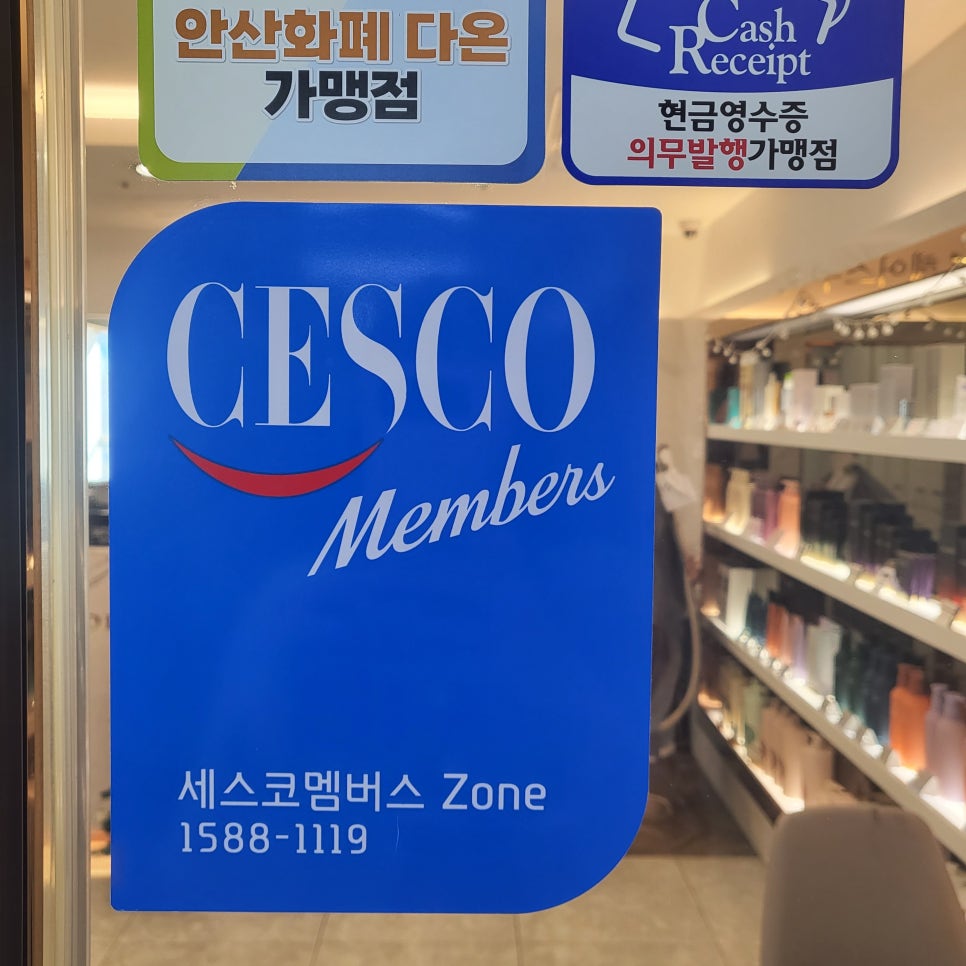 안산화폐 다온
가맹점
Cash
Receipt
현금영수증
의무발행가맹점
CESCO
Members
세스코멤버스 Zone
1588-1119